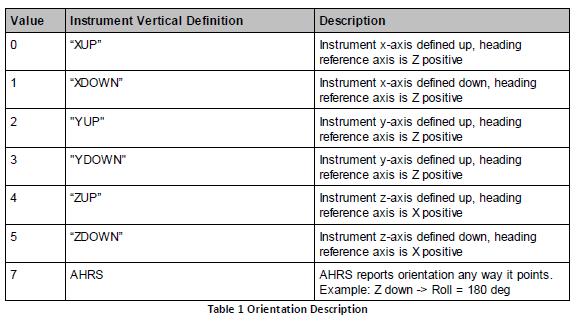 Value Instrument Vertical Definition Description
0 “XUP” Instrument x-axis defined up, heading
reference axis is Z positive
1 “XDOWN” Instrument x-axis defined down, heading
reference axis is Z positive
2 "YUP" Instrument y-axis defined up, heading
reference axis is Z positive
3 "YDOWN" Instrument y-axis defined up, heading
reference axis is Z positive
4 “ZUP” Instrument z-axis defined up, heading
reference axis is X positive
5 “ZDOWN” Instrument z-axis defined down, heading
reference axis is X positive
7 AHRS AHRS reports orientation any way it points.
Example: Z down -> Roll = 180 deg
Table 1 Orientation Description